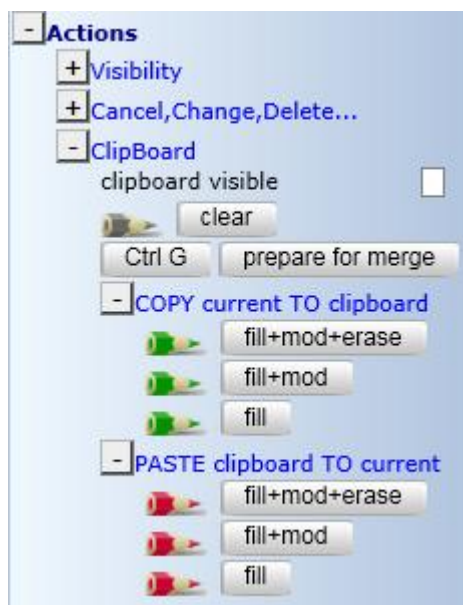 - Actions
+ Visibility
+ Cancel,Change,Delete...
- ClipBoard
clipboard visible
clear
Ctrl G prepare for merge
- COPY current TO clipboard
fill+mod+erase
fill+mod
fill
- PASTE clipboard TO current
fill+mod+erase
fill+mod
fill